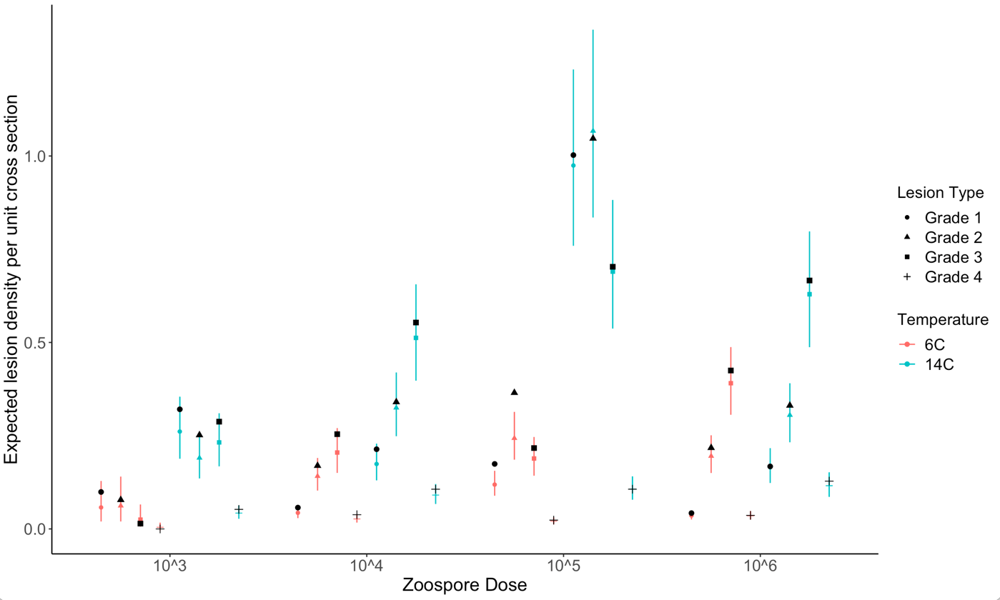 Expected lesion density per unit cross section
1.0
0.5
0.0
10^3
10^4
10^5
10^6
Zoospore Dose
Lesion Type
Grade 1
Grade 2
Grade 3
Grade 4
Temperature
6C
14C